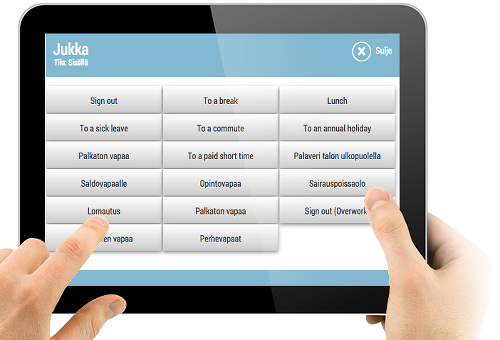 Jukka
Tila: Sisällä
Sulje
Sign out
To a break
Lunch
To a sick leave
To a commute
To an annual holiday
Palkaton vapaa
To a paid short time
Palaveri talon ulkopuolella
Saldovapaalle
Opintovapaa
Sairauspoissaolo
Lomautus
Palkaton vapaa
Sign out (Overwork
vapaa
Perhevapaat